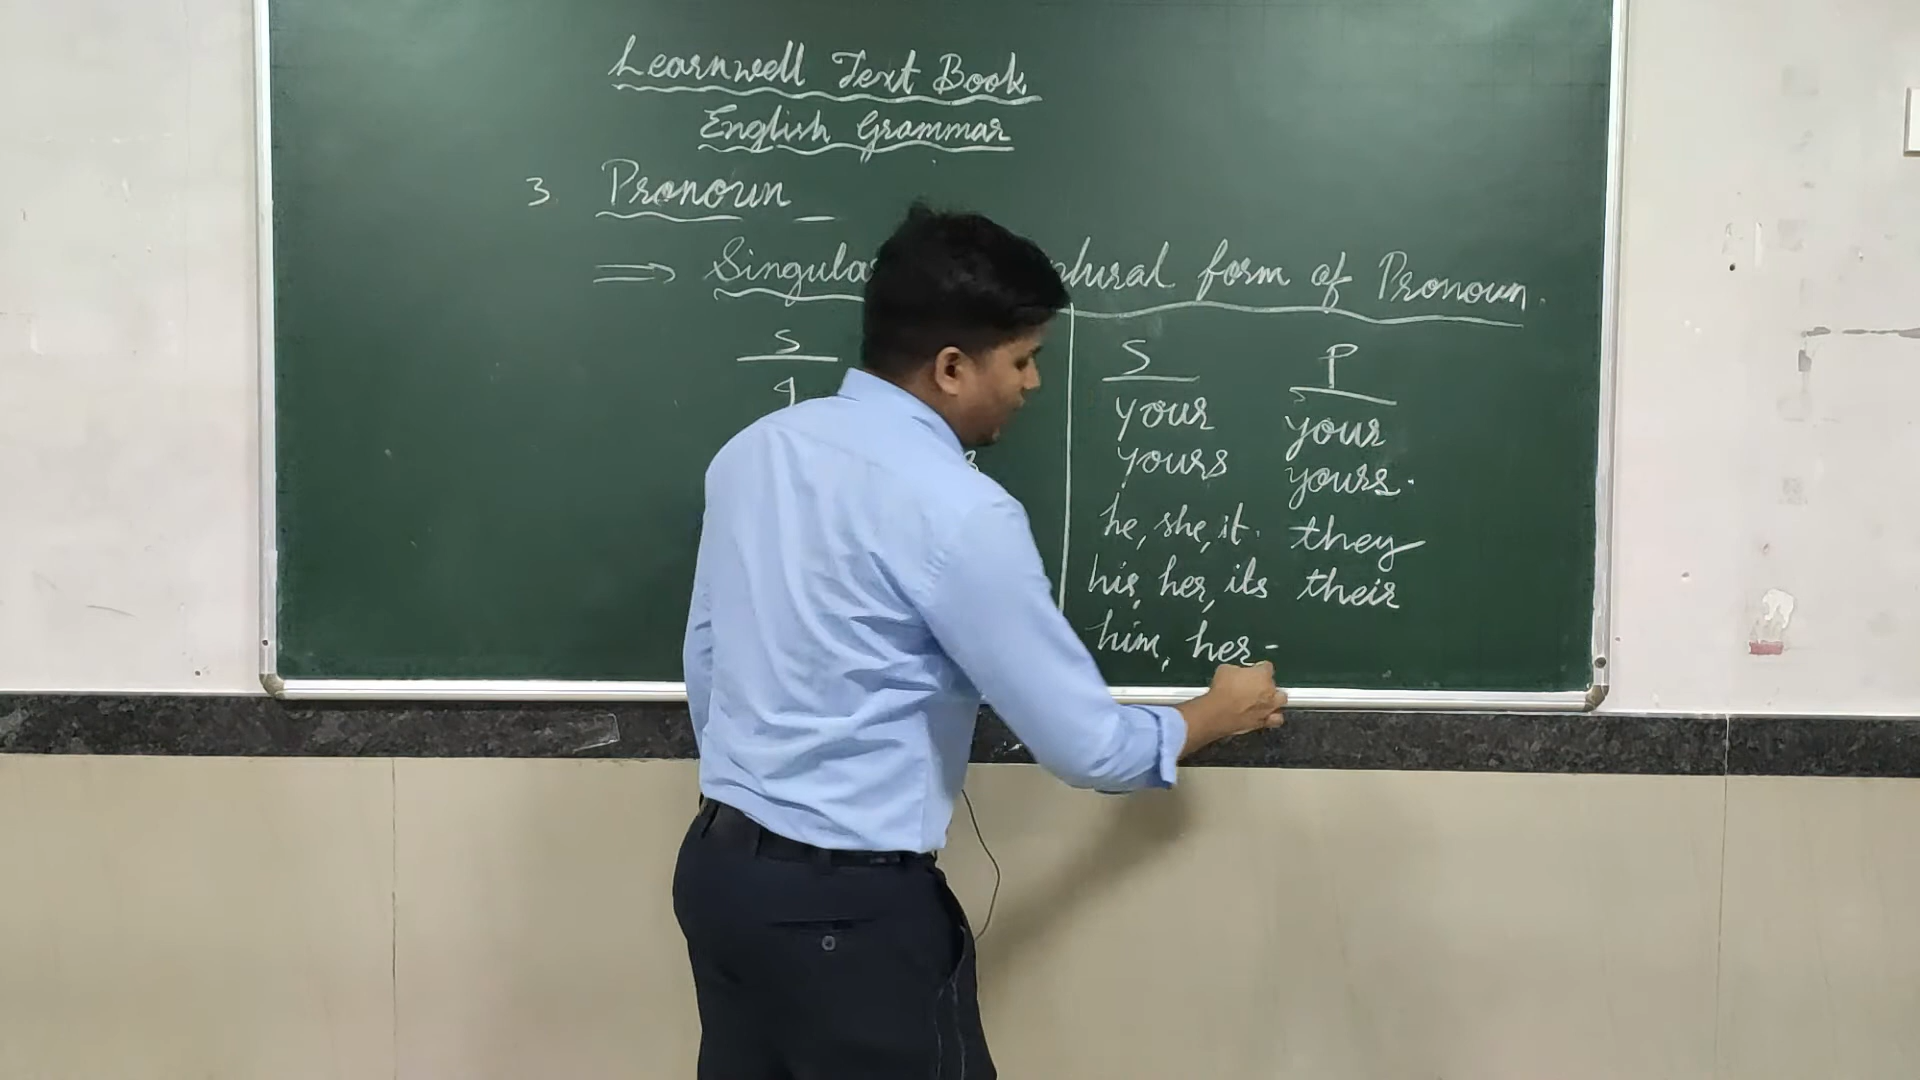 Learnwell Text Book
English Grammar
3 Pronoun _
⇒ Singular plural form of Pronoun.
S
S P
your your
yours yours.
he, she, it. they
his, her, its their
him, her -